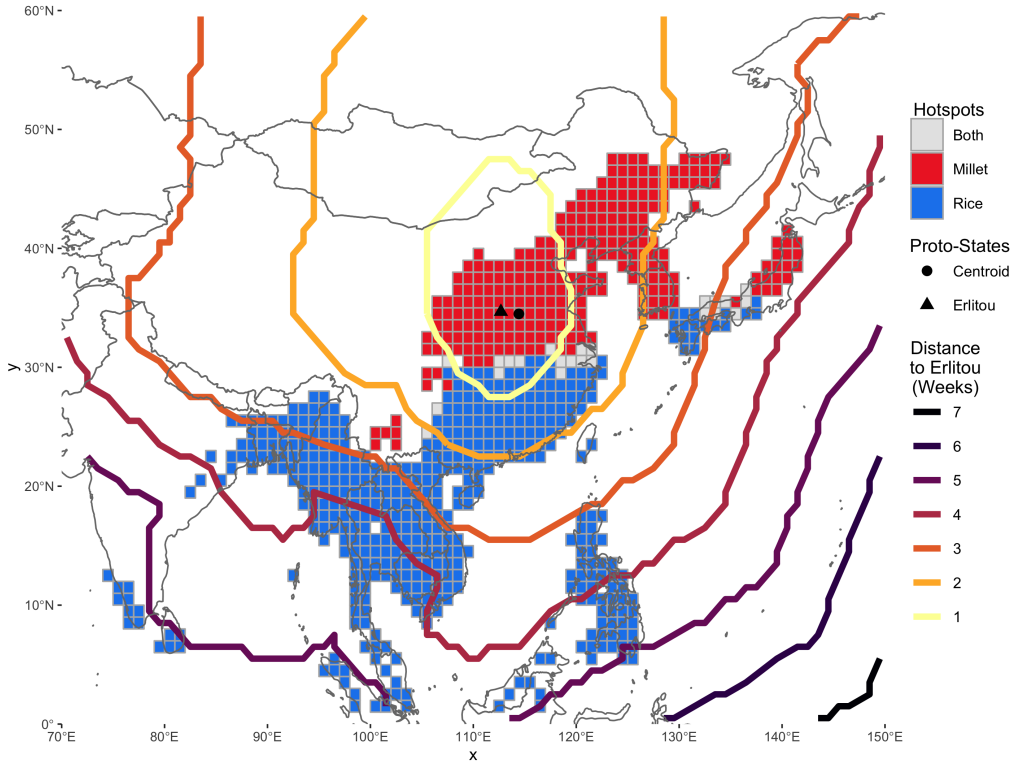 60°N
50°N
40°N
30°N
20°N
10°N
0°
y
70°E
80°E
90°E
100°E
110°E
120°E
130°E
140°E
150°E
x
Hotspots
Both
Millet
Rice
Proto-States
Centroid
Erlitou
Distance
to Erlitou
(Weeks)
7
6
5
4
3
2
1